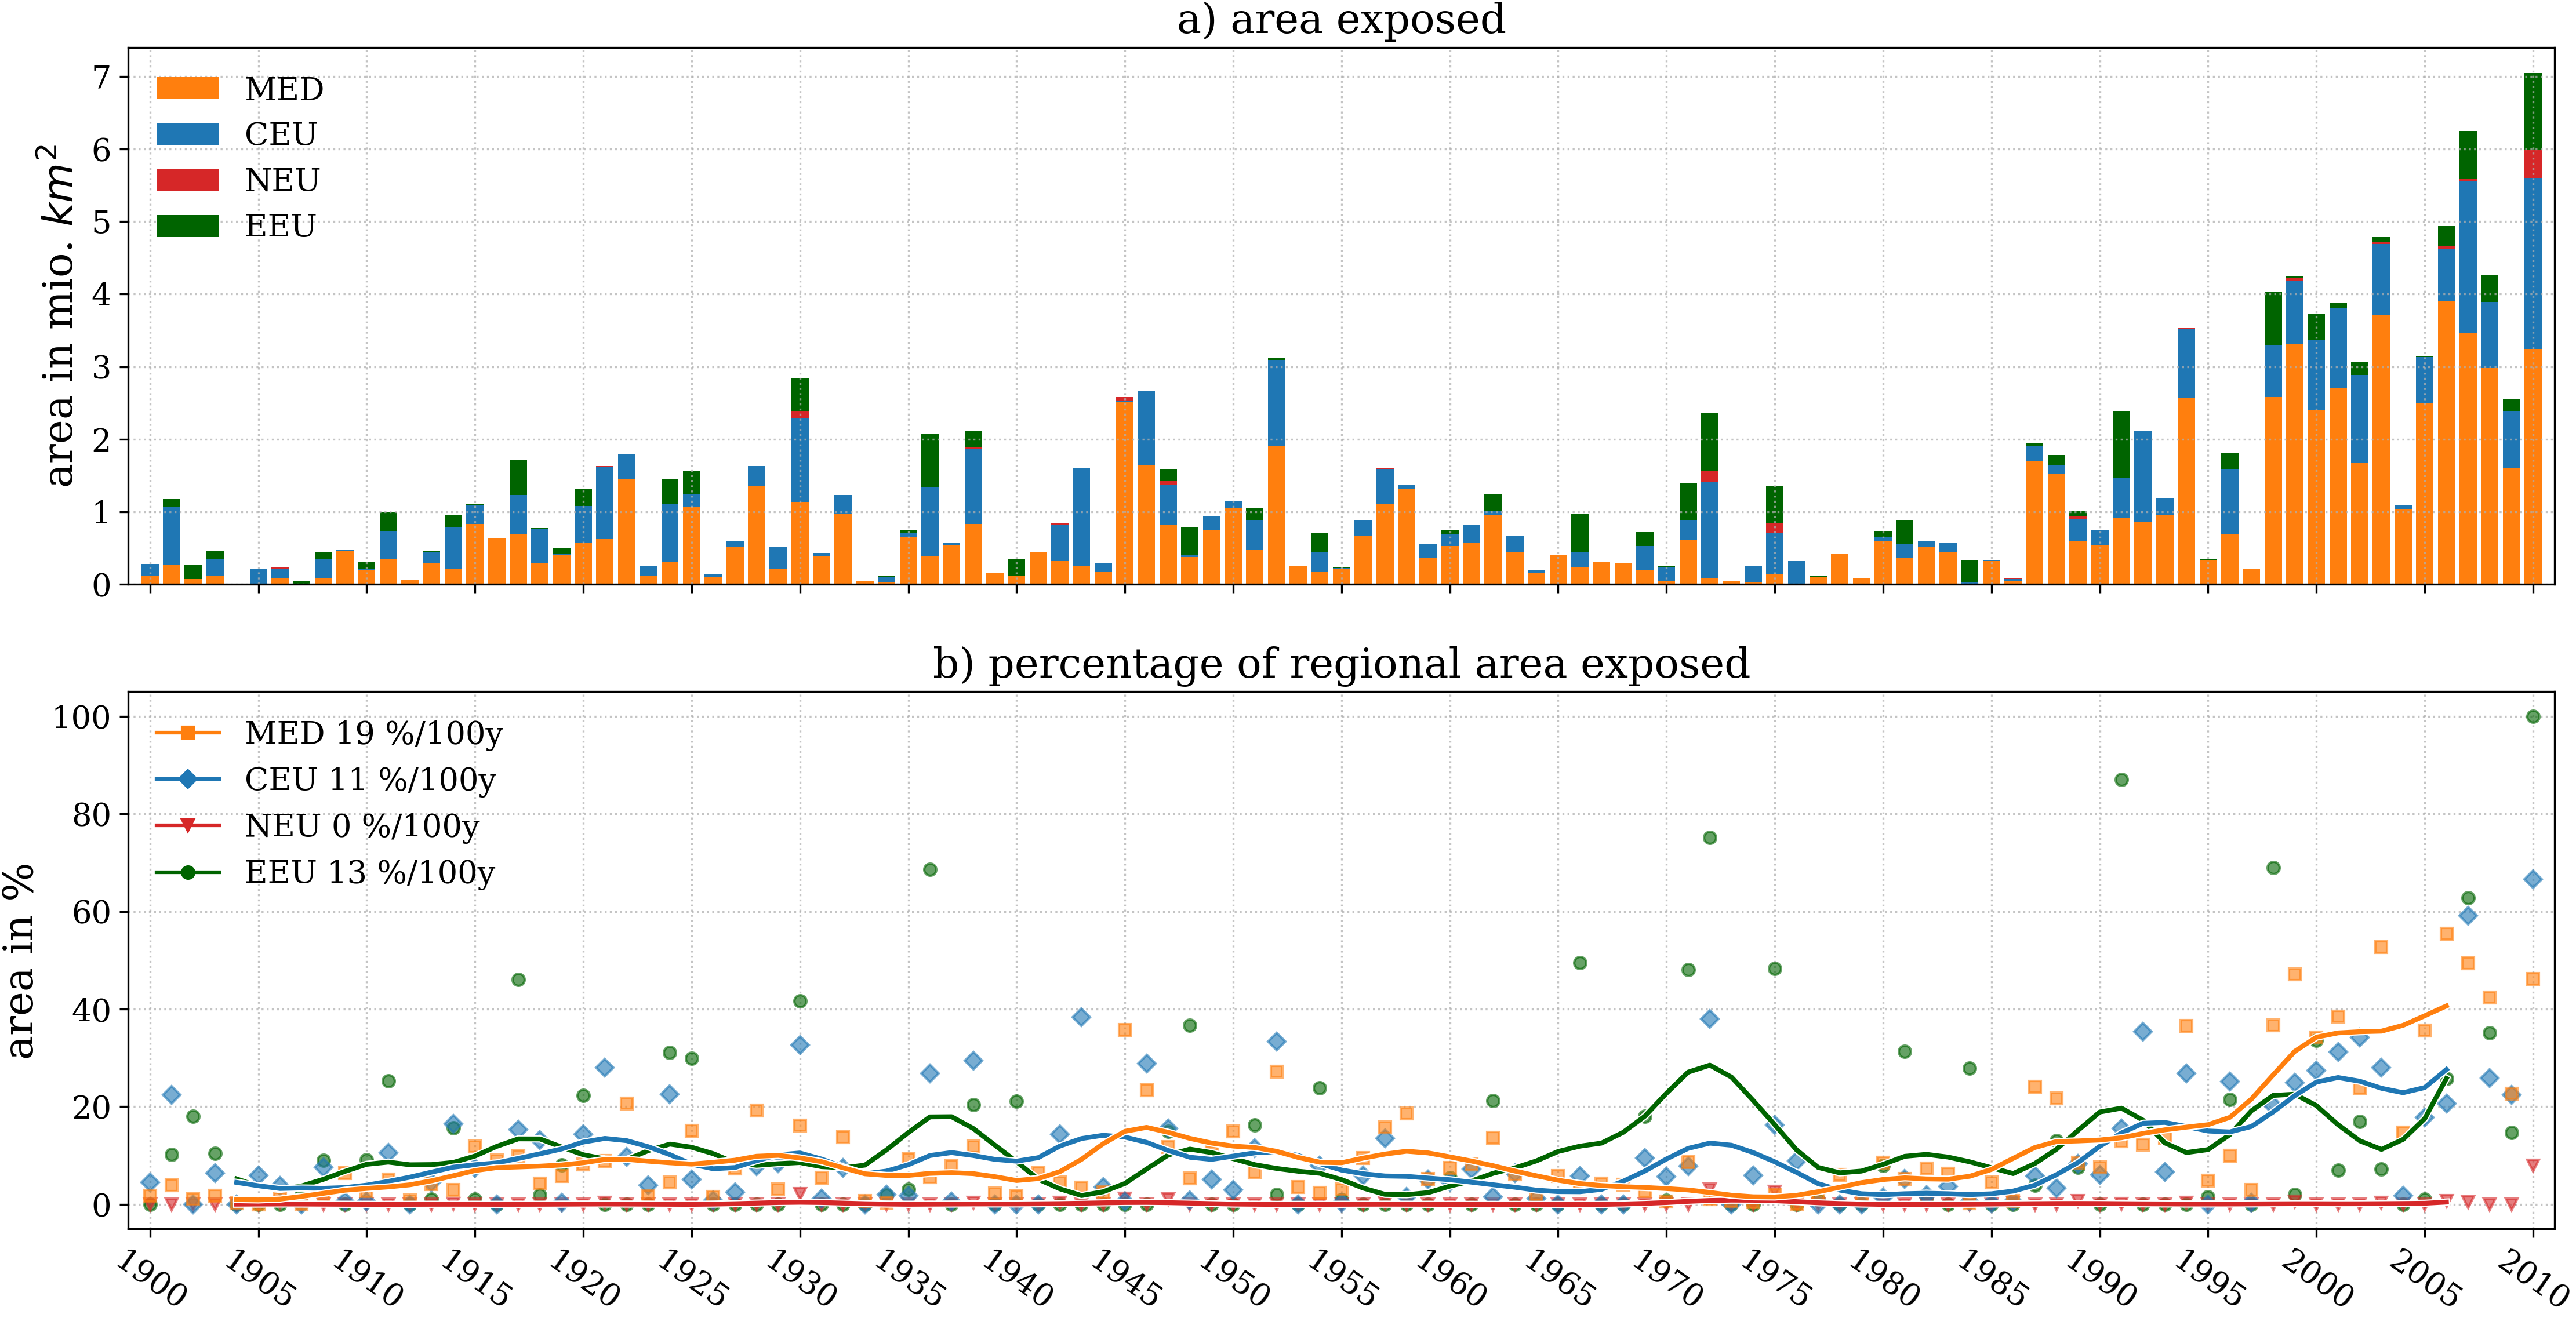 a) area exposed
7
6
5
4
3
2
1
0
area in mio. km²
MED
CEU
NEU
EEU
b) percentage of regional area exposed
100
80
60
40
20
0
area in %
MED 19 %/100y
CEU 11 %/100y
NEU 0 %/100y
EEU 13 %/100y
1900 1905 1910 1915 1920 1925 1930 1935 1940 1945 1950 1955 1960 1965 1970 1975 1980 1985 1990 1995 2000 2005 2010